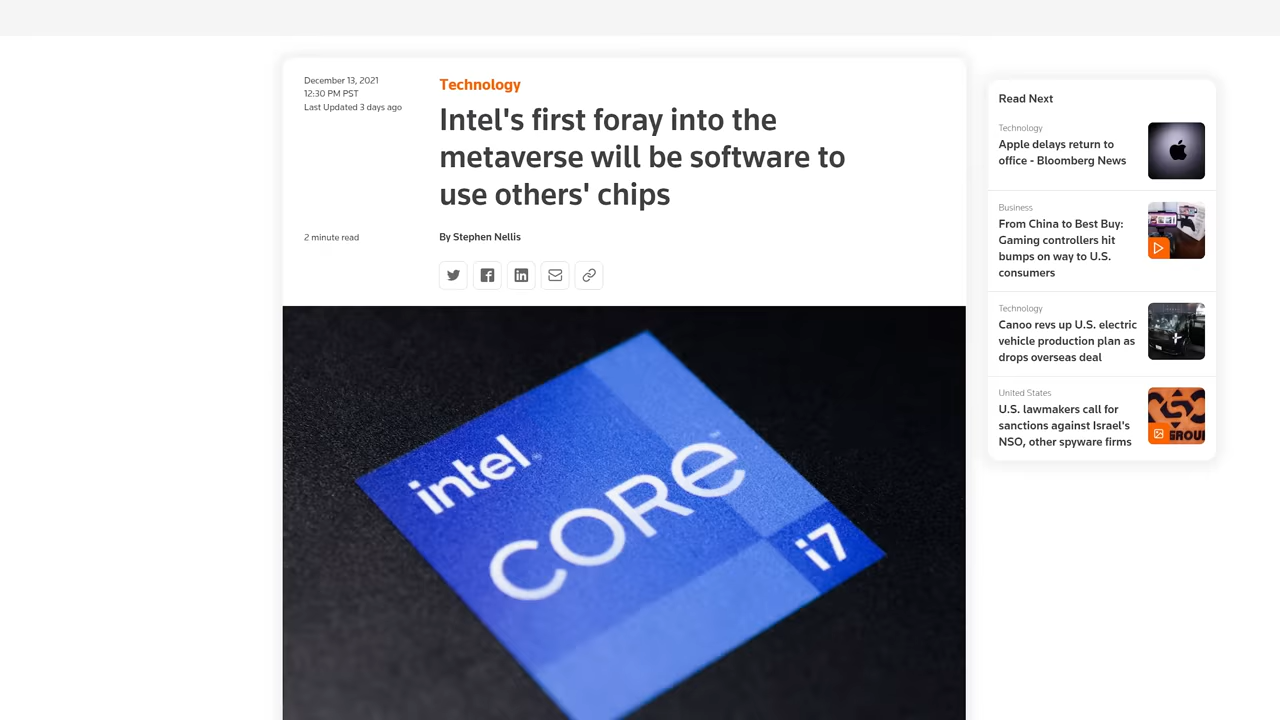 December 13, 2021
12:30 PM PST
Last Updated 3 days ago
Technology
Intel's first foray into the
metaverse will be software to
use others' chips
2 minute read
By Stephen Nellis
intel
CORe™
i7
Read Next
Technology
Apple delays return to
office - Bloomberg News
Business
From China to Best Buy:
Gaming controllers hit
bumps on way to U.S.
consumers
Technology
Canoo revs up U.S. electric
vehicle production plan as
drops overseas deal
United States
U.S. lawmakers call for
sanctions against Israel's
NSO, other spyware firms